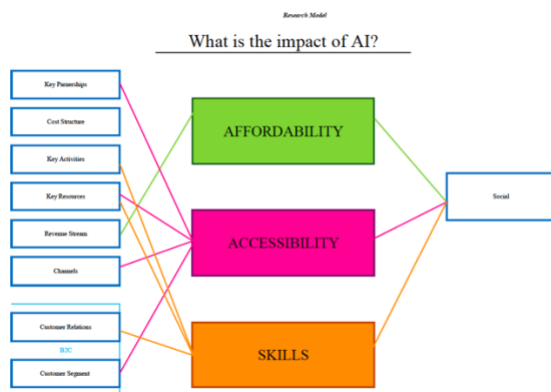 Research Model
What is the impact of AI?
Key Parnerships
Cost Structure
Key Activities
Key Resources
Revenue Stream
Channels
Customer Relations
B2C
Customer Segment
AFFORDABILITY
ACCESSIBILITY
SKILLS
Social